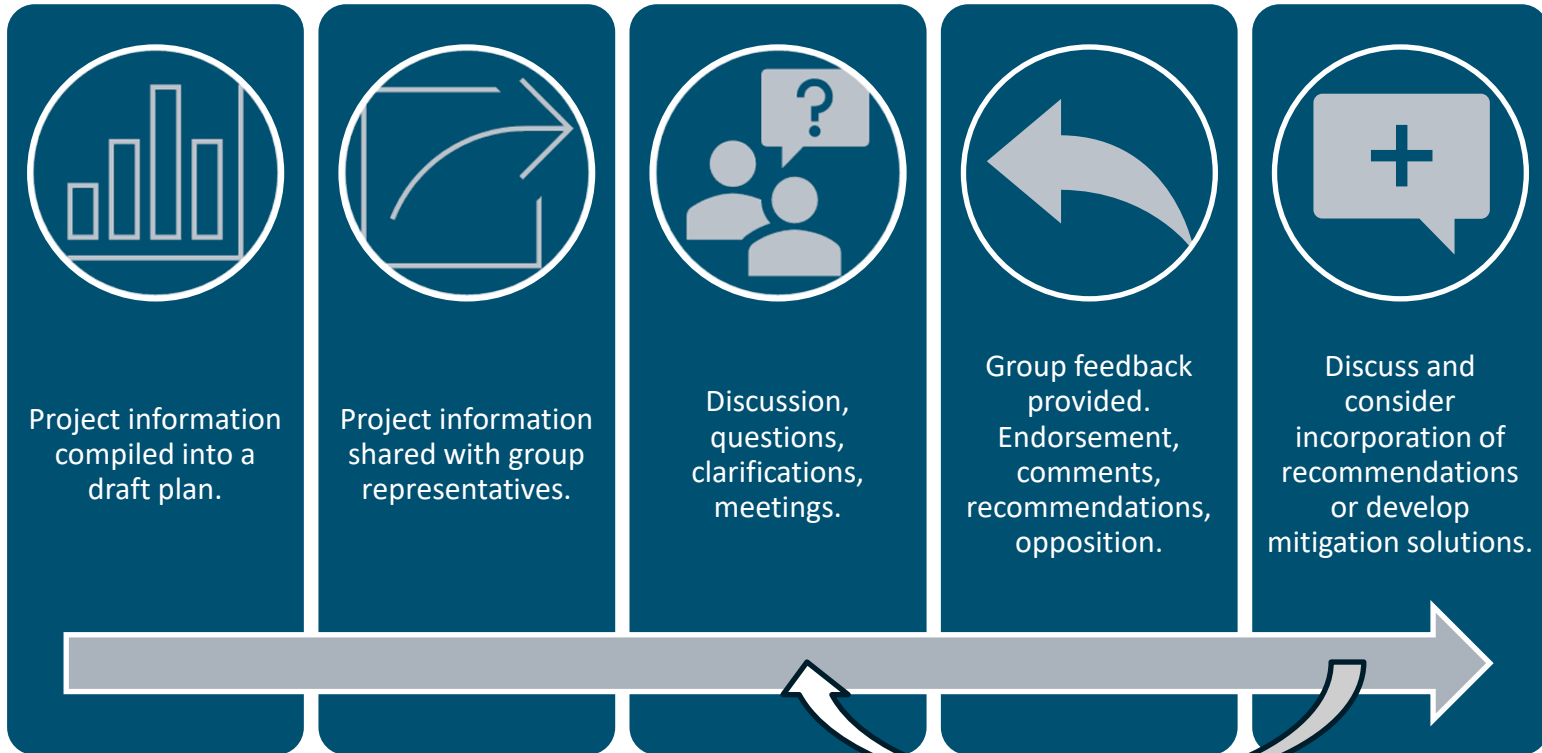 Project information
compiled into a
draft plan.
Project information
shared with group
representatives.
?
Discussion,
questions,
clarifications,
meetings.
Group feedback
provided.
Endorsement,
comments,
recommendations,
opposition.
Discuss and
consider
incorporation of
recommendations
or develop
mitigation solutions.